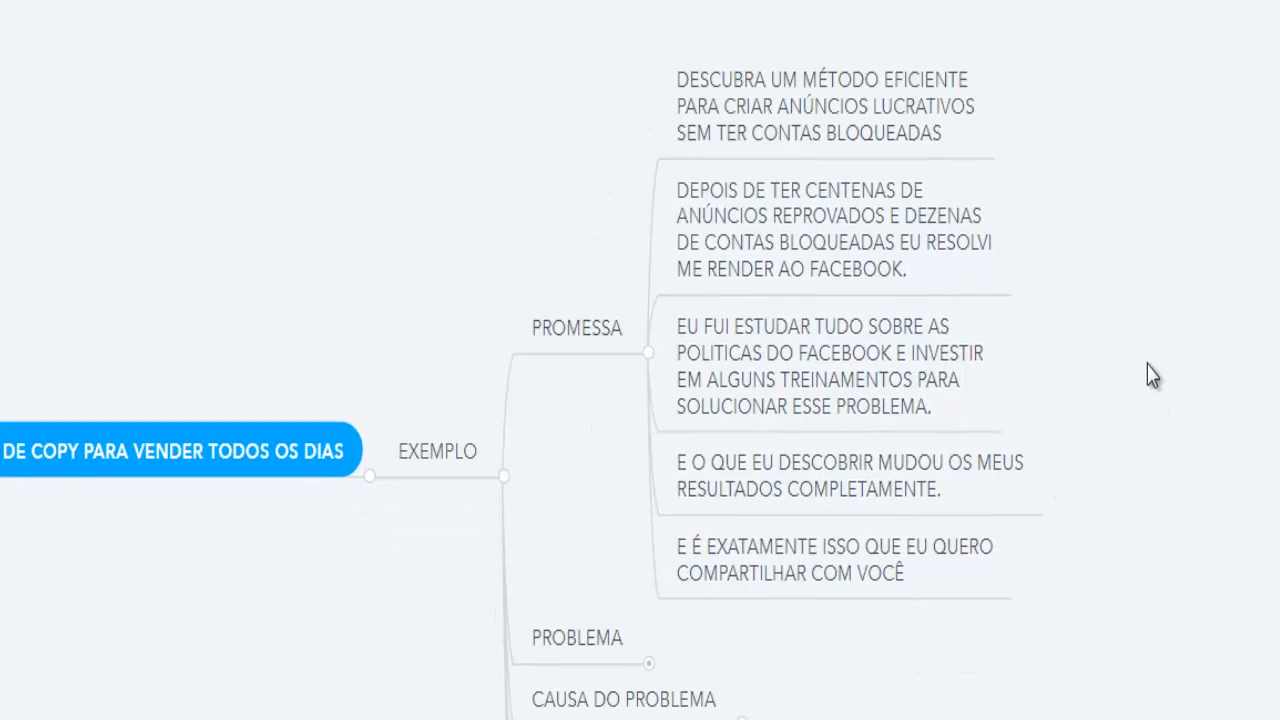 DESCUBRA UM MÉTODO EFICIENTE
PARA CRIAR ANÚNCIOS LUCRATIVOS
SEM TER CONTAS BLOQUEADAS
DEPOIS DE TER CENTENAS DE
ANÚNCIOS REPROVADOS E DEZENAS
DE CONTAS BLOQUEADAS EU RESOLVI
ME RENDER AO FACEBOOK.
PROMESSA
EU FUI ESTUDAR TUDO SOBRE AS
POLITICAS DO FACEBOOK E INVESTIR
EM ALGUNS TREINAMENTOS PARA
SOLUCIONAR ESSE PROBLEMA.
DE COPY PARA VENDER TODOS OS DIAS
EXEMPLO
E O QUE EU DESCOBRIR MUDOU OS MEUS
RESULTADOS COMPLETAMENTE.
E É EXATAMENTE ISSO QUE EU QUERO
COMPARTILHAR COM VOCÊ
PROBLEMA
CAUSA DO PROBLEMA